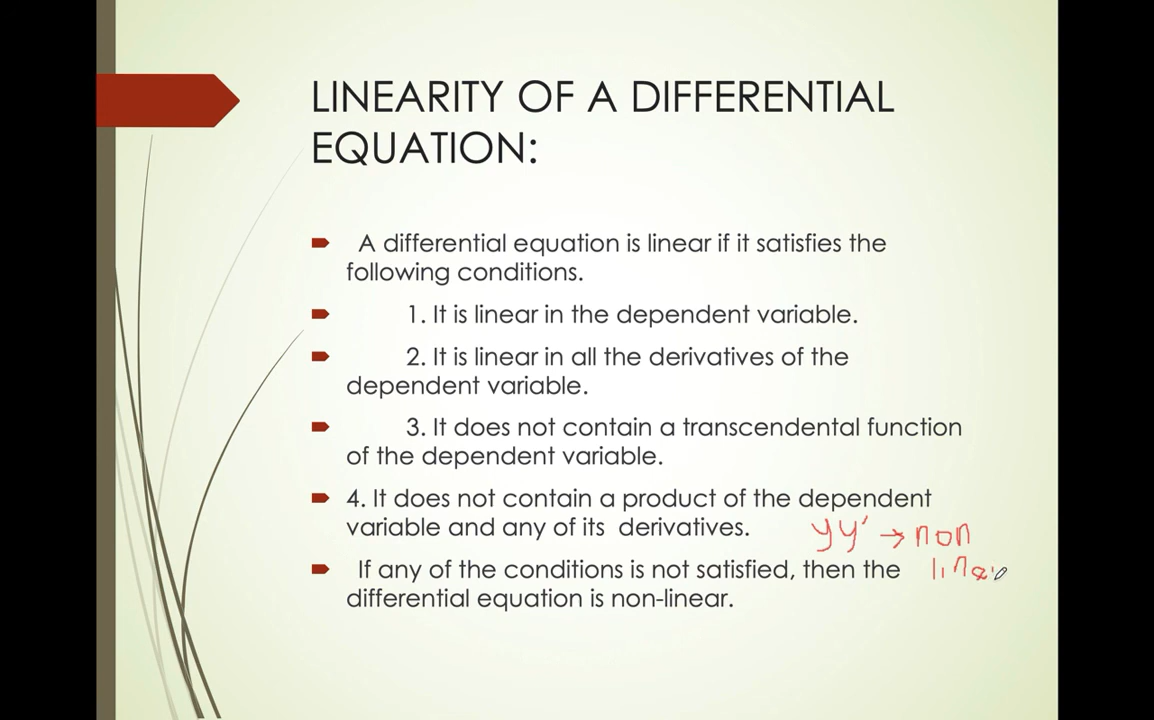 LINEARITY OF A DIFFERENTIAL
EQUATION:
A differential equation is linear if it satisfies the
following conditions.
1. It is linear in the dependent variable.
2. It is linear in all the derivatives of the
dependent variable.
3. It does not contain a transcendental function
of the dependent variable.
4. It does not contain a product of the dependent
variable and any of its derivatives.
yy' → non
If any of the conditions is not satisfied, then the
differential equation is non-linear.